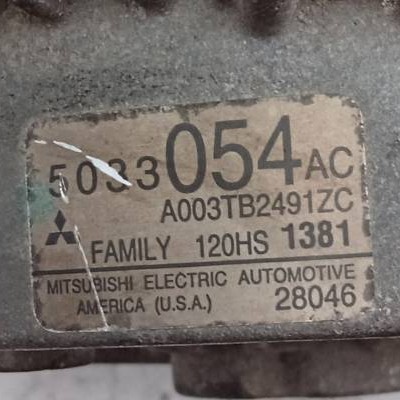 5033054AC
A003TB2491ZC
FAMILY 120HS 1381
MITSUBISHI ELECTRIC AUTOMOTIVE
AMERICA (U.S.A.) 28046